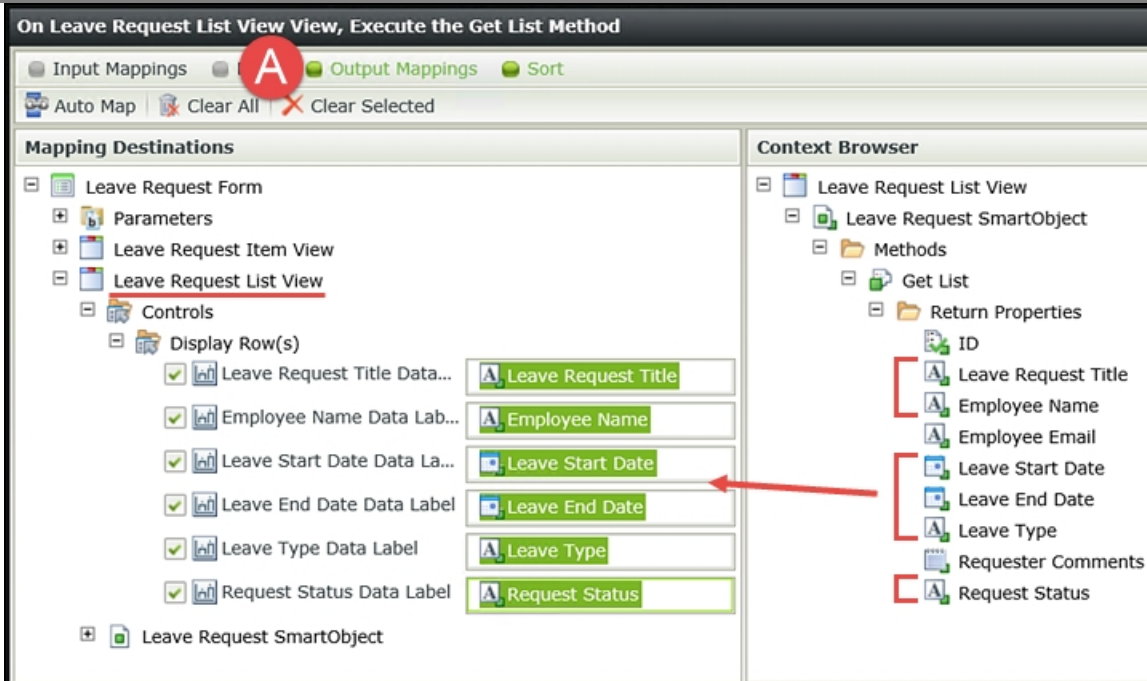 On Leave Request List View View, Execute the Get List Method
Input Mappings A Output Mappings Sort
Auto Map Clear All Clear Selected
Mapping Destinations
Leave Request Form
Parameters
Leave Request Item View
Leave Request List View
Controls
Display Row(s)
Leave Request Title Data... Leave Request Title
Employee Name Data Lab... Employee Name
Leave Start Date Data La... Leave Start Date
Leave End Date Data Label Leave End Date
Leave Type Data Label Leave Type
Request Status Data Label Request Status
Leave Request SmartObject
Context Browser
Leave Request List View
Leave Request SmartObject
Methods
Get List
Return Properties
ID
Leave Request Title
Employee Name
Employee Email
Leave Start Date
Leave End Date
Leave Type
Requester Comments
Request Status